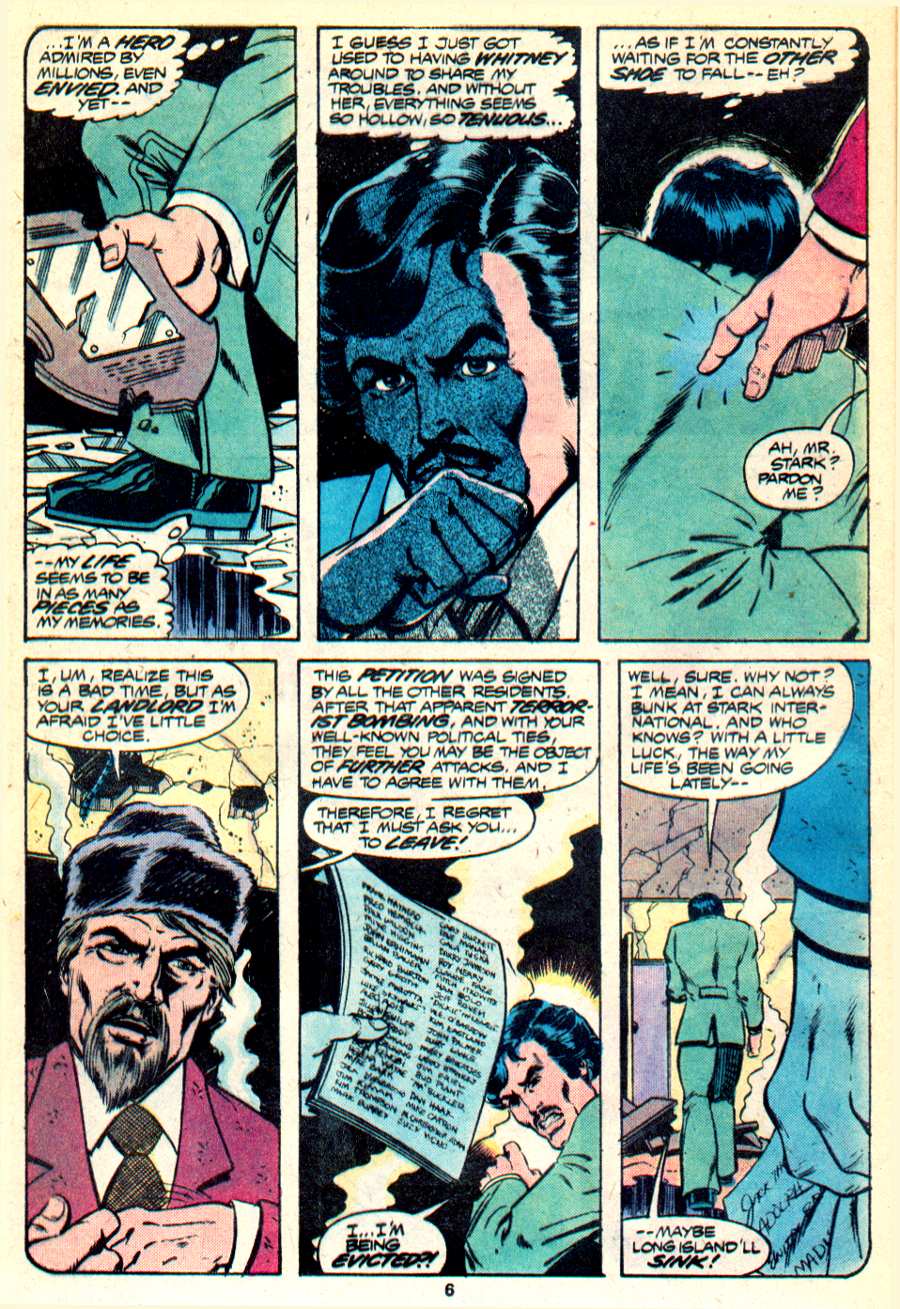 ...I'M A HERO
ADMIRED BY
MILLIONS, EVEN
ENVIED. AND
YET--
--MY LIFE
SEEMS TO BE
IN AS MANY
PIECES AS
MY MEMORIES.
I GUESS I JUST GOT
USED TO HAVING WHITNEY
AROUND TO SHARE MY
TROUBLES. AND WITHOUT
HER, EVERYTHING SEEMS
SO HOLLOW, SO TENUOUS...
...AS IF I'M CONSTANTLY
WAITING FOR THE OTHER
SHOE TO FALL--EH?
AH, MR.
STARK?
PARDON
ME?
I, UM, REALIZE THIS
IS A BAD TIME, BUT AS
YOUR LANDLORD I'M
AFRAID I'VE LITTLE
CHOICE.
THIS PETITION WAS SIGNED
BY ALL THE OTHER RESIDENTS.
AFTER THAT APPARENT TERROR-
IST BOMBING, AND WITH YOUR
WELL-KNOWN POLITICAL TIES,
THEY FEEL YOU MAY BE THE OBJECT
OF FURTHER ATTACKS. AND I
HAVE TO AGREE WITH THEM.
THEREFORE, I REGRET
THAT I MUST ASK YOU...
TO LEAVE!
I...I'M
BEING
EVICTED?!
WELL, SURE. WHY NOT?
I MEAN, I CAN ALWAYS
BUNK AT STARK INTER-
NATIONAL. AND WHO
KNOWS? WITH A LITTLE
LUCK, THE WAY MY
LIFE'S BEEN GOING
LATELY--
--MAYBE
LONG ISLAND'LL
SINK!
6